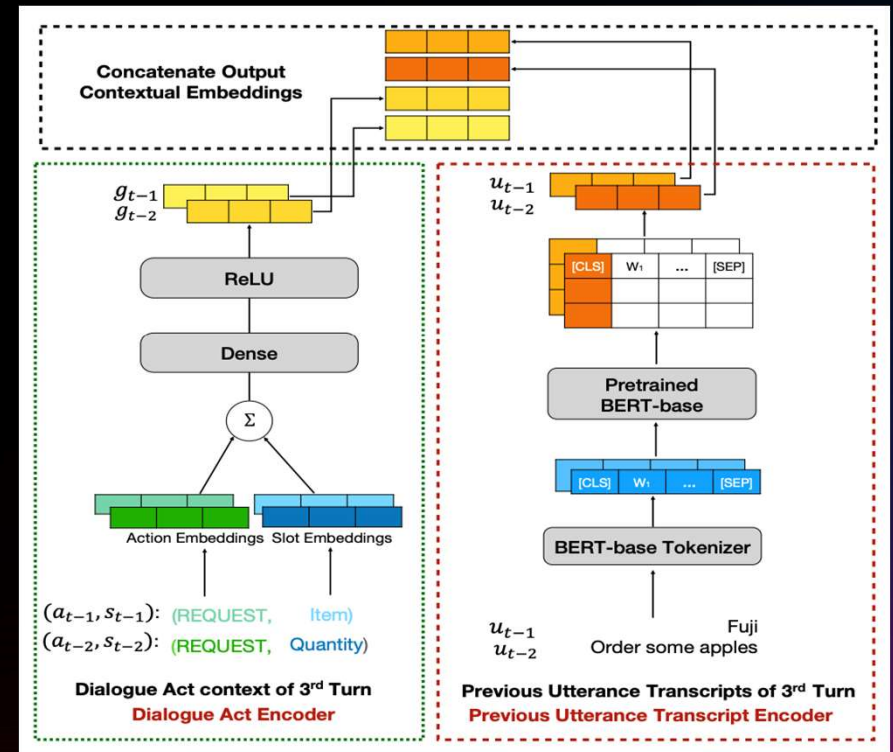 Concatenate Output
Contextual Embeddings
g_{t-1}
g_{t-2}
ReLU
Dense
Σ
Action Embeddings Slot Embeddings
(a_{t-1}, s_{t-1}): (REQUEST, Item)
(a_{t-2}, s_{t-2}): (REQUEST, Quantity)
Dialogue Act context of 3rd Turn
Dialogue Act Encoder
u_{t-1}
u_{t-2}
[CLS] W1 ... [SEP]
Pretrained
BERT-base
[CLS] W1 ... [SEP]
BERT-base Tokenizer
u_{t-1} Fuji
u_{t-2} Order some apples
Previous Utterance Transcripts of 3rd Turn
Previous Utterance Transcript Encoder